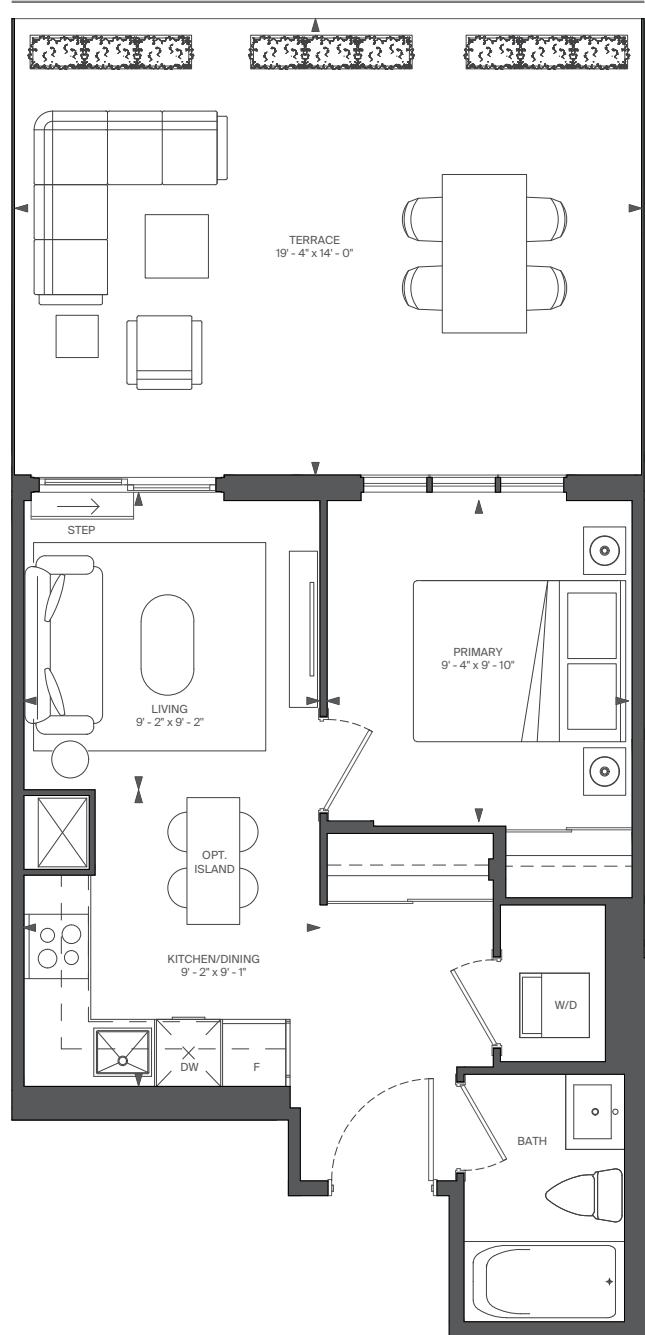 TERRACE
19' - 4" x 14' - 0"
STEP
PRIMARY
9' - 4" x 9' - 10"
LIVING
9' - 2" x 9' - 2"
OPT.
ISLAND
KITCHEN/DINING
9' - 2" x 9' - 1"
W/D
DW
F
BATH